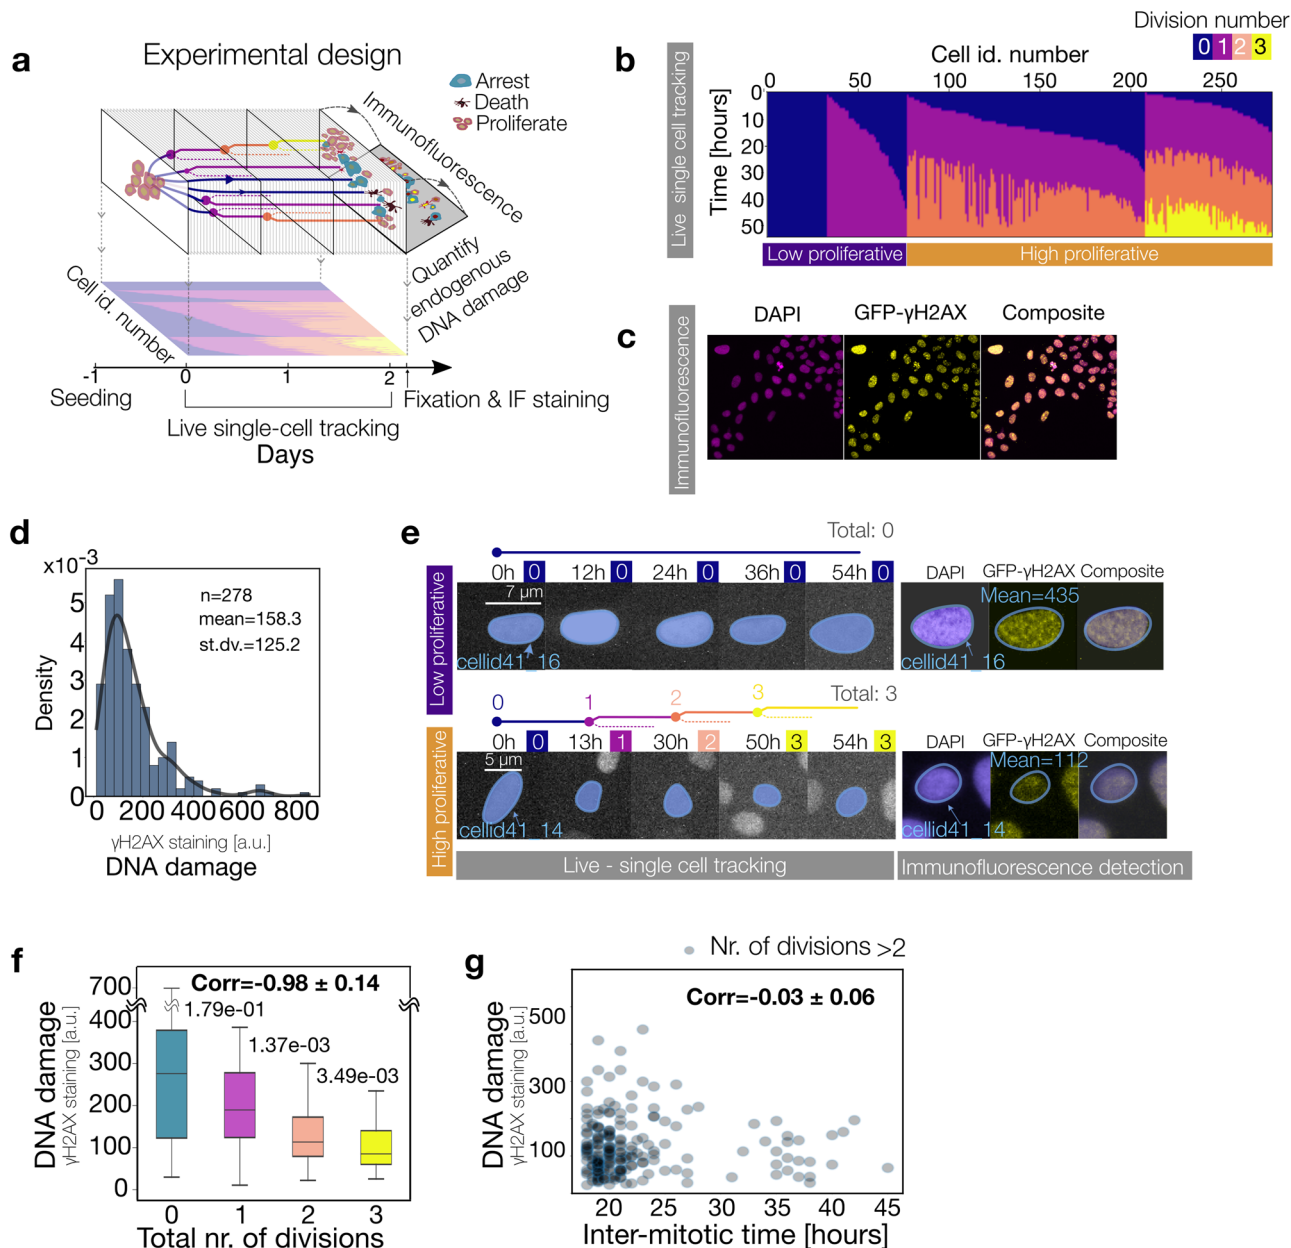 a
Experimental design
Arrest
Death
Proliferate
Immunofluorescence
Quantify
endogenous
DNA damage
Cell id. number
-1
0
1
2
Seeding
Fixation & IF staining
Live single-cell tracking
Days
b
Live single cell tracking
Division number
0 1 2 3
Cell id. number
0 50 100 150 200 250
Time [hours]
0
10
20
30
40
50
Low proliferative
High proliferative
c
Immunofluorescence
DAPI
GFP-γH2AX
Composite
d
x10-3
5
4
3
2
1
0
Density
n=278
mean=158.3
st.dv.=125.2
0 200 400 600 800
γH2AX staining [a.u.]
DNA damage
e
Low proliferative
Total: 0
0h 0 12h 0 24h 0 36h 0 54h 0
7 μm
cellid41_16
DAPI GFP-γH2AX Composite
Mean=435
cellid41_16
High proliferative
0 1 2 3
Total: 3
0h 0 13h 1 30h 2 50h 3 54h 3
5 μm
cellid41_14
DAPI GFP-γH2AX Composite
Mean=112
cellid41_14
Live - single cell tracking
Immunofluorescence detection
f
DNA damage
γH2AX staining [a.u.]
700
400
300
200
100
0
Corr=-0.98 ± 0.14
1.79e-01
1.37e-03
3.49e-03
0 1 2 3
Total nr. of divisions
g
Nr. of divisions >2
DNA damage
γH2AX staining [a.u.]
500
300
100
Corr=-0.03 ± 0.06
20 25 30 35 40 45
Inter-mitotic time [hours]